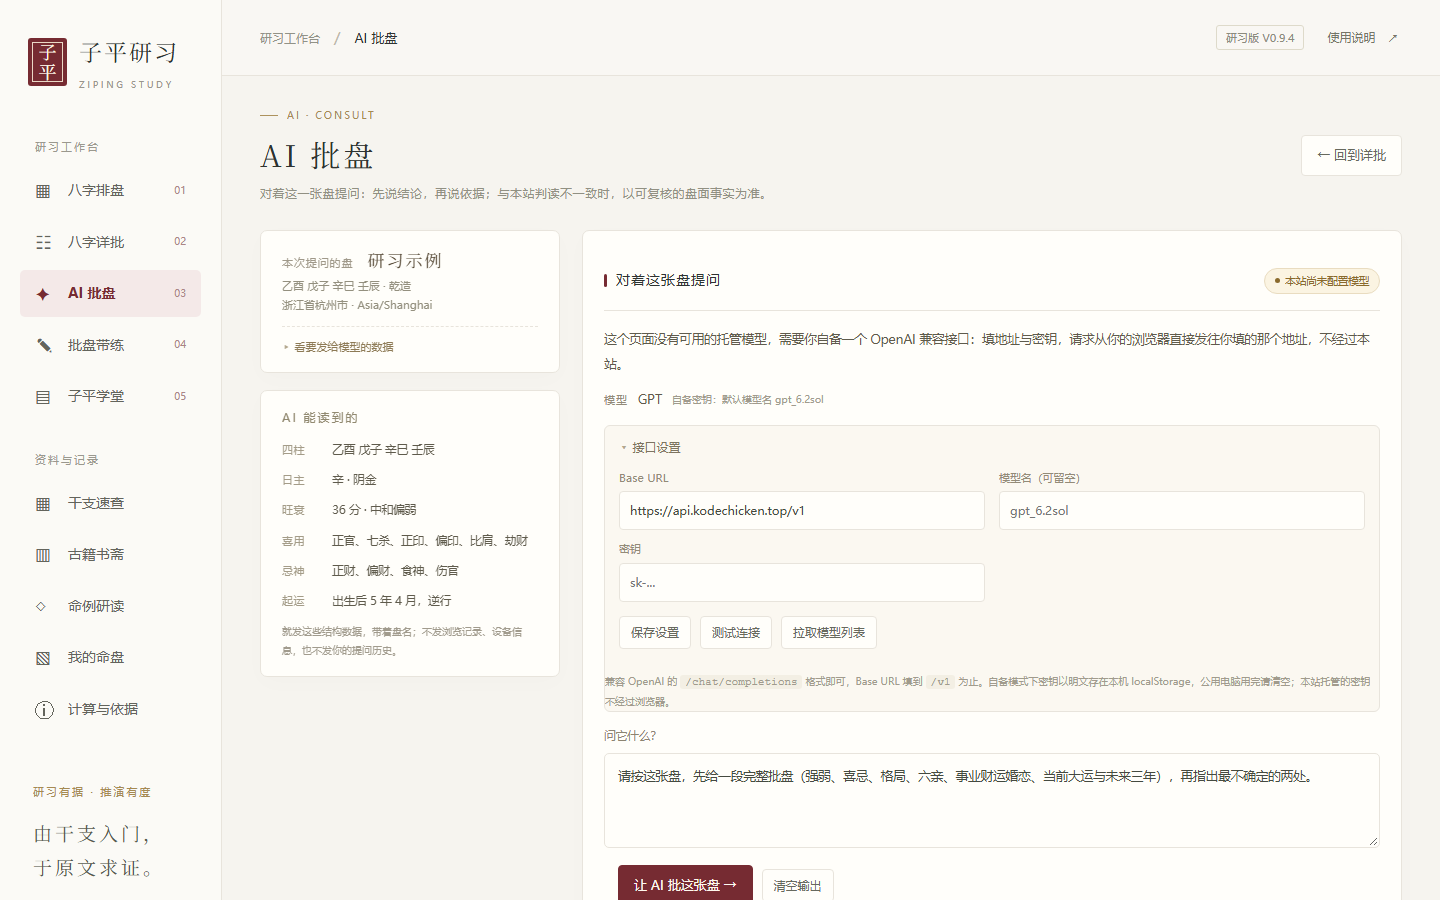 子平
子平研习
ZIPING STUDY
研习工作台
八字排盘 01
八字详批 02
AI 批盘 03
批盘带练 04
子平学堂 05
资料与记录
干支速查
古籍书斋
命例研读
我的命盘
计算与依据
研习有据 · 推演有度
由干支入门，
于原文求证。
研习工作台 / AI 批盘
研习版 V0.9.4
使用说明 ↗
AI · CONSULT
AI 批盘
← 回到详批
对着这一张盘提问：先说结论，再说依据；与本站判读不一致时，以可复核的盘面事实为准。
本次提问的盘 研习示例
乙酉 戊子 辛巳 壬辰 · 乾造
浙江省杭州市 · Asia/Shanghai
看要发给模型的数据
AI 能读到的
四柱 乙酉 戊子 辛巳 壬辰
日主 辛 · 阴金
旺衰 36 分 · 中和偏弱
喜用 正官、七杀、正印、偏印、比肩、劫财
忌神 正财、偏财、食神、伤官
起运 出生后 5 年 4 月，逆行
就发这些结构数据，带着盘名；不发浏览记录、设备信
息，也不发你的提问历史。
对着这张盘提问
本站尚未配置模型
这个页面没有可用的托管模型，需要你自备一个 OpenAI 兼容接口：填地址与密钥，请求从你的浏览器直接发往你填的那个地址，不经过本
站。
模型 GPT 自备密钥：默认模型名 gpt_6.2sol
接口设置
Base URL
https://api.kodechicken.top/v1
模型名（可留空）
gpt_6.2sol
密钥
sk-...
保存设置
测试连接
拉取模型列表
兼容 OpenAI 的 /chat/completions 格式即可，Base URL 填到 /v1 为止。自备模式下密钥以明文存在本机 localStorage，公用电脑用完请清空；本站托管的密钥
不经过浏览器。
问它什么？
请按这张盘，先给一段完整批盘（强弱、喜忌、格局、六亲、事业财运婚恋、当前大运与未来三年），再指出最不确定的两处。
让 AI 批这张盘 →
清空输出